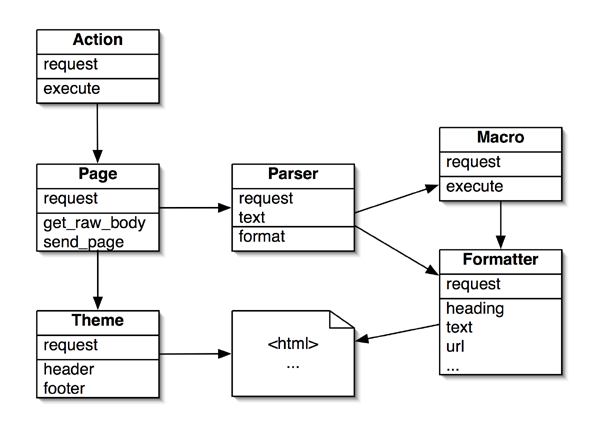 Action
request
execute
Page
request
get_raw_body
send_page
Parser
request
text
format
Macro
request
execute
Formatter
request
heading
text
url
...
Theme
request
header
footer
<html>
...